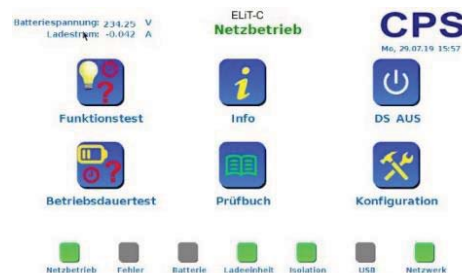 Batteriespannung: 234.25 V
Ladestrom: -0.042 A
ELiT-C
Netzbetrieb
CPS
Mo, 29.07.19 15:57
Funktionstest
Info
DS AUS
Betriebsdauertest
Prüfbuch
Konfiguration
Netzbetrieb
Fehler
Batterie
Ladeeinheit
Isolation
USB
Netzwerk